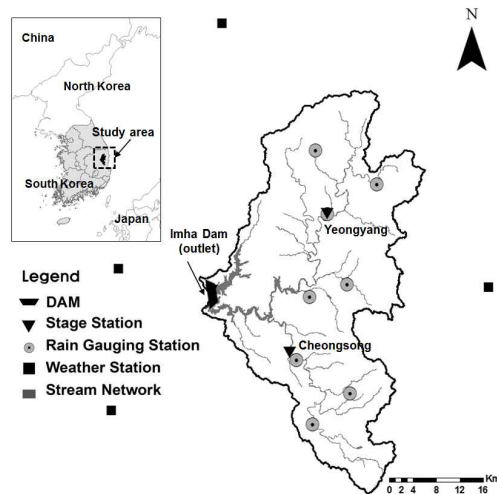 N
China
North Korea
Study area
South Korea
Japan
Imha Dam
(outlet)
Yeongyang
Cheongsong
Legend
DAM
Stage Station
Rain Gauging Station
Weather Station
Stream Network
Km
0 2 4 8 12 16